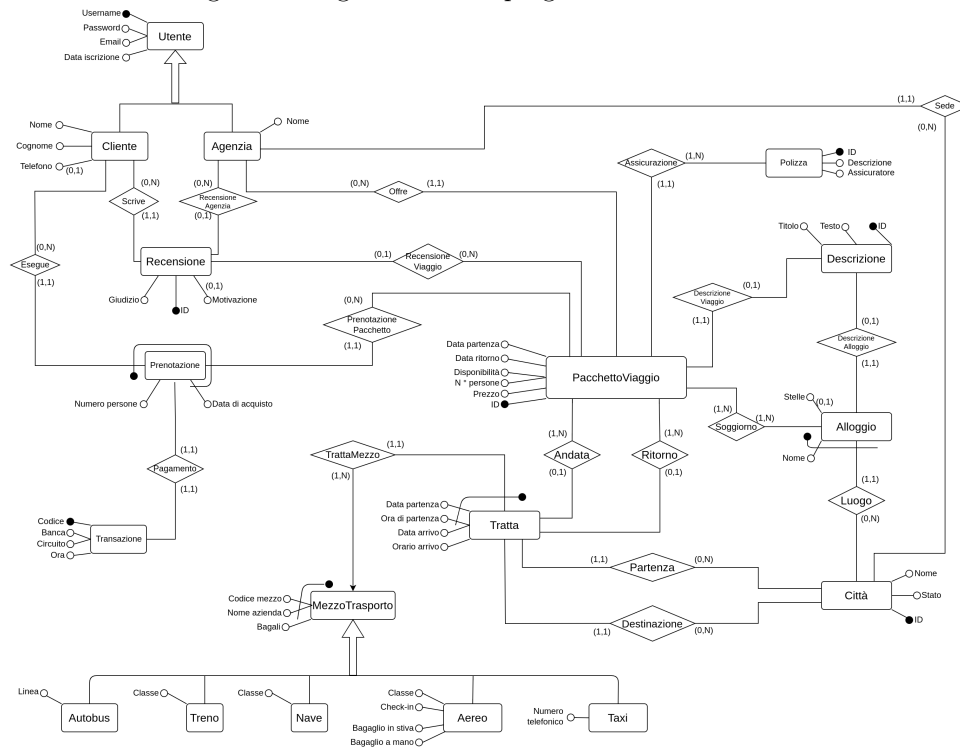 Username
Password
Email
Data iscrizione
Utente
Nome
Cognome
Telefono
(0,1)
Cliente
Agenzia
Nome
(1,1)
Sede
(0,N)
Assicurazione
(1,N)
(1,1)
Polizza
ID
Descrizione
Assicuratore
(0,N)
Scrive
(1,1)
(0,N)
Recensione
Agenzia
(0,1)
(0,N)
Offre
(1,1)
(0,N)
Esegue
(1,1)
Recensione
Giudizio
ID
(0,1)
Motivazione
(0,1)
Recensione
Viaggio
(0,N)
Titolo
Testo
ID
Descrizione
Descrizione
Viaggio
(0,1)
(1,1)
(0,1)
Descrizione
Alloggio
(1,1)
(0,N)
Prenotazione
Pacchetto
(1,1)
Prenotazione
Numero persone
Data di acquisto
Data partenza
Data ritorno
Disponibilità
N ° persone
Prezzo
ID
PacchettoViaggio
(1,N)
Soggiorno
(1,N)
Stelle
(0,1)
Alloggio
Nome
(1,1)
Pagamento
(1,1)
TrattaMezzo
(1,1)
(1,N)
(1,N)
Andata
(0,1)
(1,N)
Ritorno
(0,1)
(1,1)
Luogo
(0,N)
Codice
Banca
Circuito
Ora
Transazione
Data partenza
Ora di partenza
Data arrivo
Orario arrivo
Tratta
(1,1)
Partenza
(0,N)
(1,1)
Destinazione
(0,N)
Città
Nome
Stato
ID
Codice mezzo
Nome azienda
Bagali
MezzoTrasporto
Linea
Autobus
Classe
Treno
Classe
Nave
Classe
Check-in
Bagaglio in stiva
Bagaglio a mano
Aereo
Numero
telefonico
Taxi